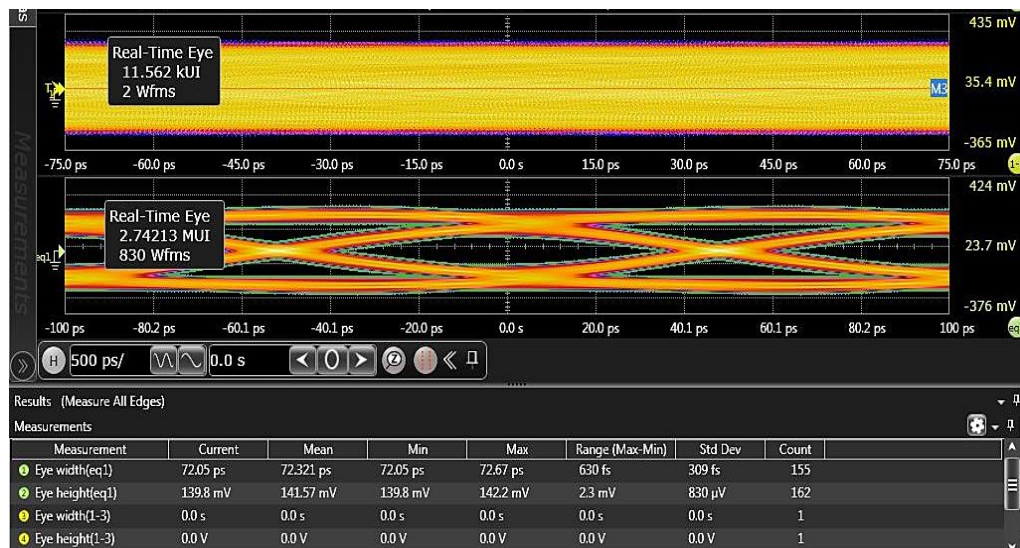 435 mV
Real-Time Eye
11.562 kUI
2 Wfms
35.4 mV
M3
-365 mV
-75.0 ps -60.0 ps -45.0 ps -30.0 ps -15.0 ps 0.0 s 15.0 ps 30.0 ps 45.0 ps 60.0 ps 75.0 ps 1-
424 mV
Real-Time Eye
2.74213 MUI
830 Wfms
23.7 mV
eq1
Measurements
-376 mV
-100 ps -80.2 ps -60.1 ps -40.1 ps -20.0 ps 0.0 s 20.0 ps 40.1 ps 60.1 ps 80.2 ps 100 ps eq
H 500 ps/ 0.0 s 0 Z
Results (Measure All Edges)
Measurements
Measurement Current Mean Min Max Range (Max-Min) Std Dev Count
1 Eye width(eq1) 72.05 ps 72.321 ps 72.05 ps 72.67 ps 630 fs 309 fs 155
2 Eye height(eq1) 139.8 mV 141.57 mV 139.8 mV 142.2 mV 2.3 mV 830 µV 162
3 Eye width(1-3) 0.0 s 0.0 s 0.0 s 0.0 s 0.0 s 0.0 s 1
4 Eye height(1-3) 0.0 V 0.0 V 0.0 V 0.0 V 0.0 V 0.0 V 1